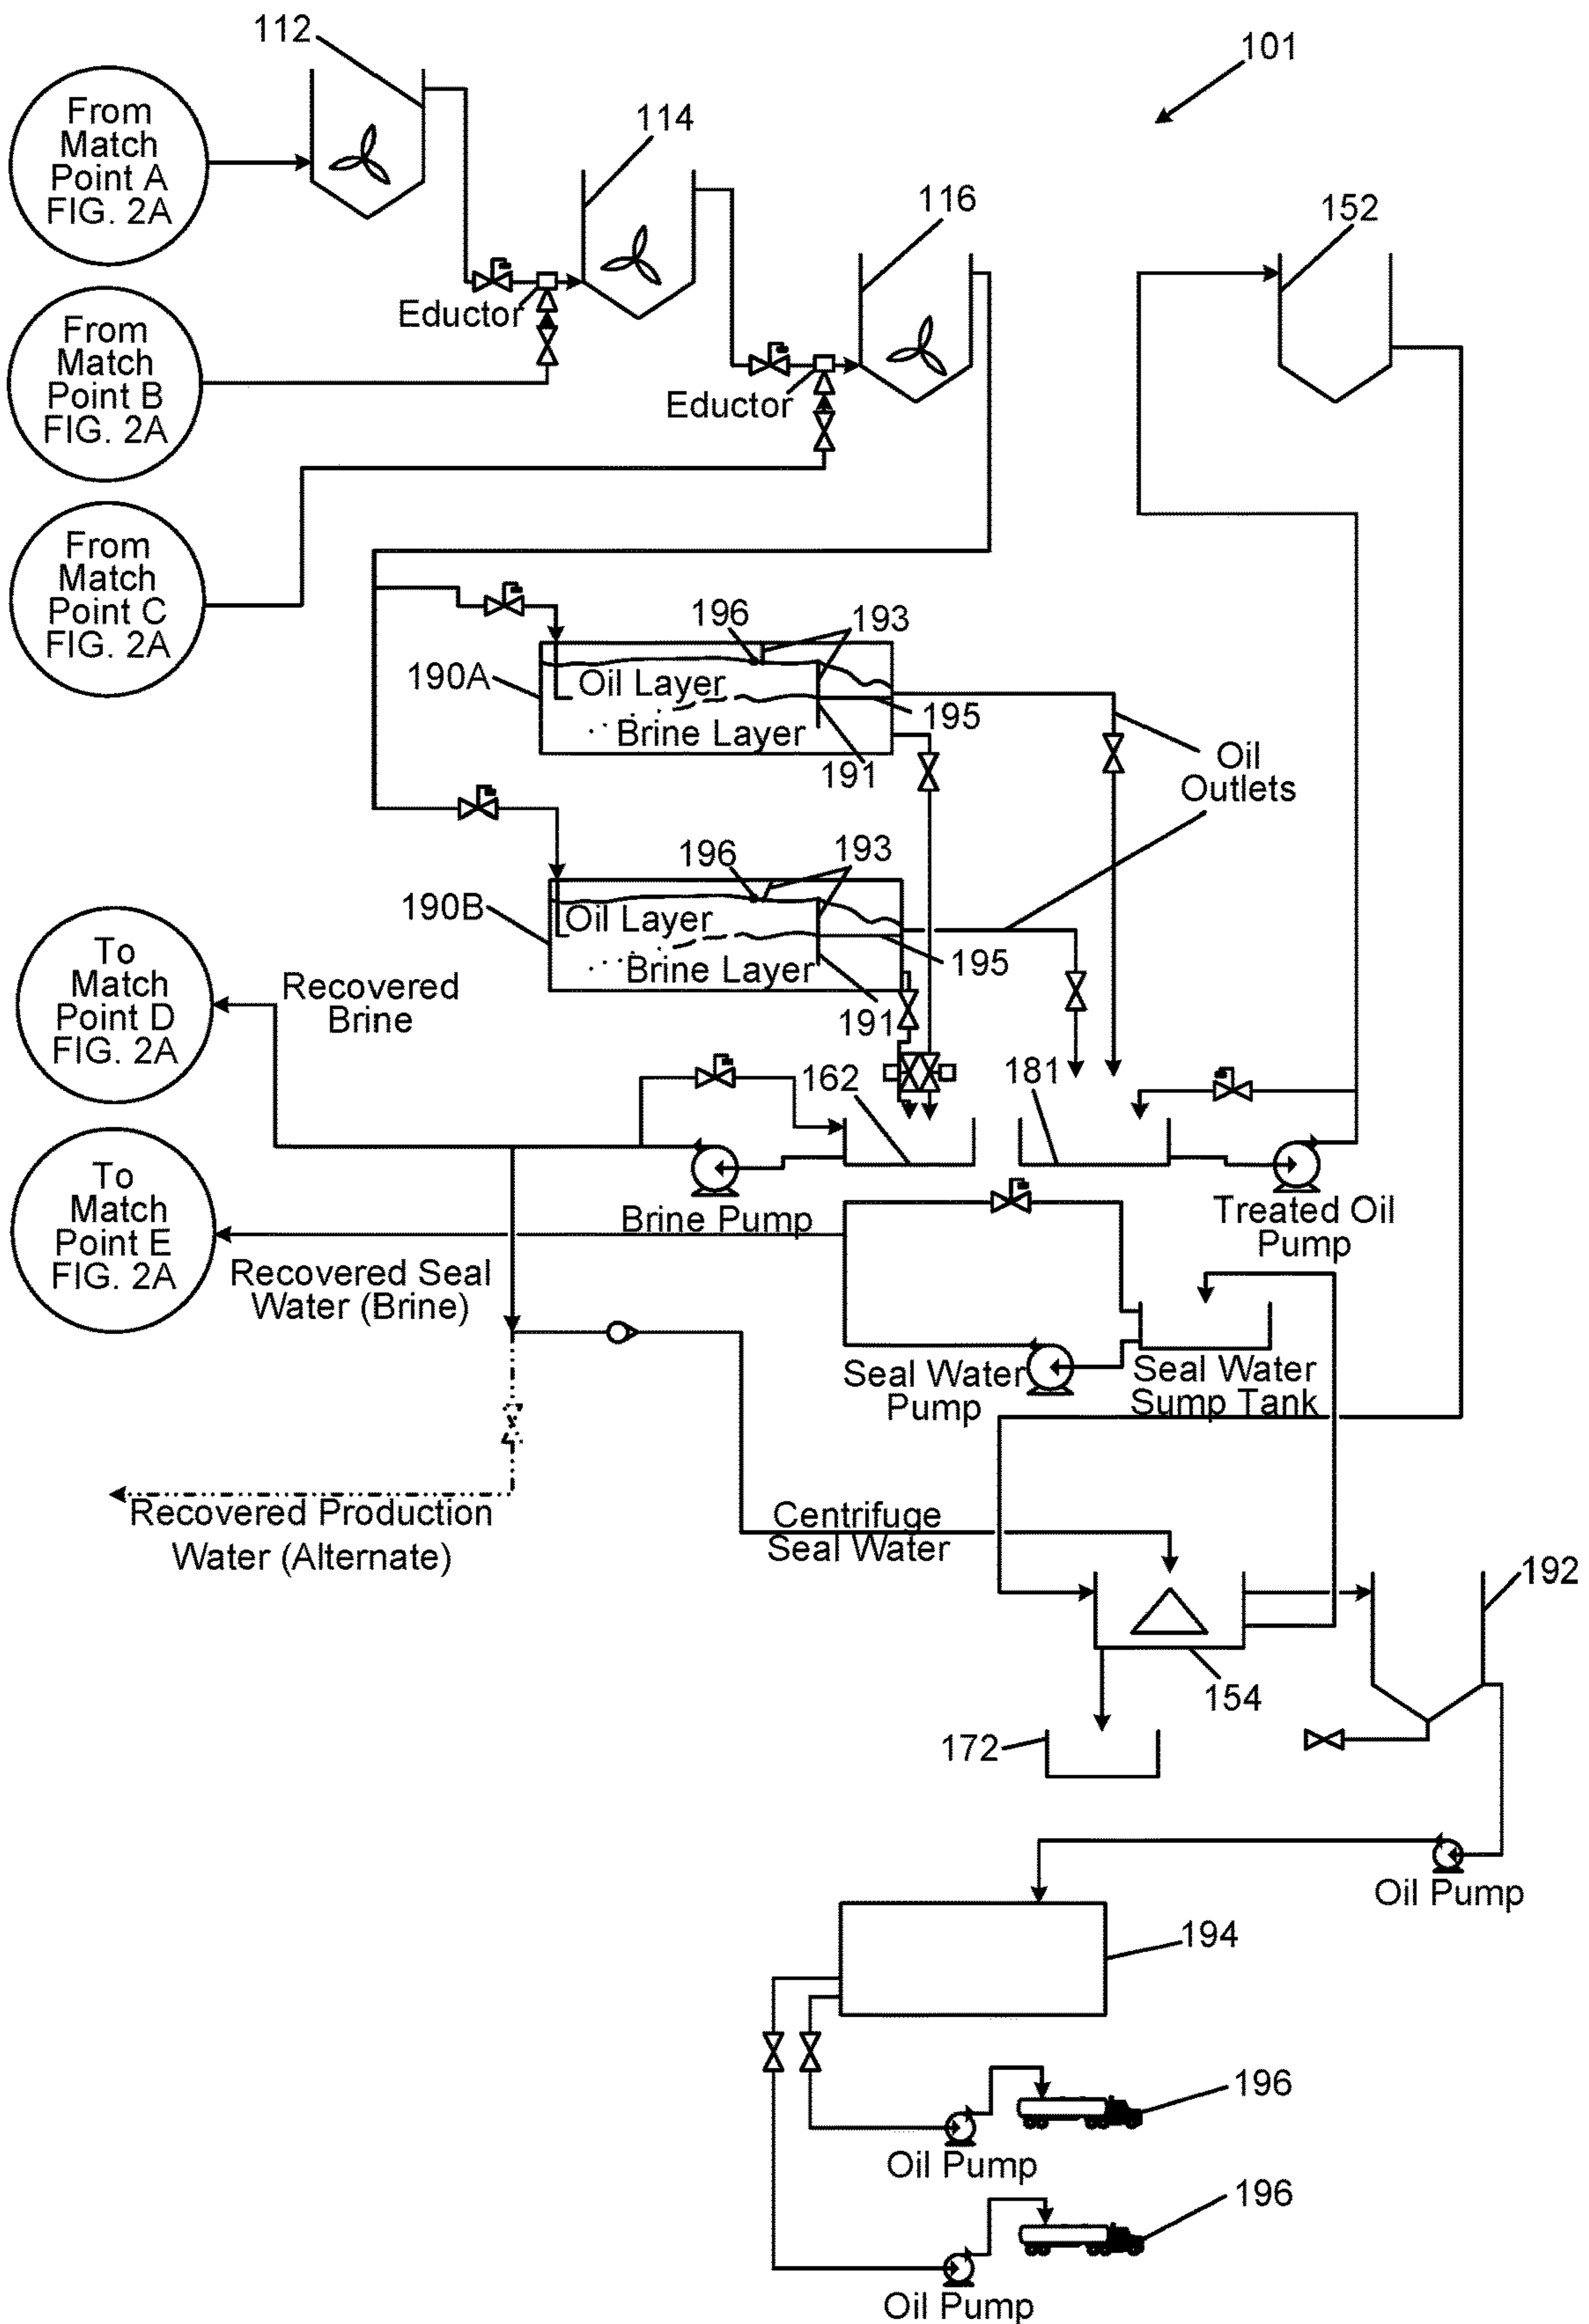 112
101
From
Match
Point A
FIG. 2A
114
116
152
From
Match
Point B
FIG. 2A
Eductor
Eductor
From
Match
Point C
FIG. 2A
196
193
190A
Oil Layer
195
Brine Layer
191
Oil
Outlets
196
193
190B
Oil Layer
195
Brine Layer
191
To
Match
Point D
FIG. 2A
Recovered
Brine
162
181
To
Match
Point E
FIG. 2A
Brine Pump
Treated Oil
Pump
Recovered Seal
Water (Brine)
Seal Water
Pump
Seal Water
Sump Tank
Recovered Production
Water (Alternate)
Centrifuge
Seal Water
192
154
172
Oil Pump
194
196
Oil Pump
196
Oil Pump